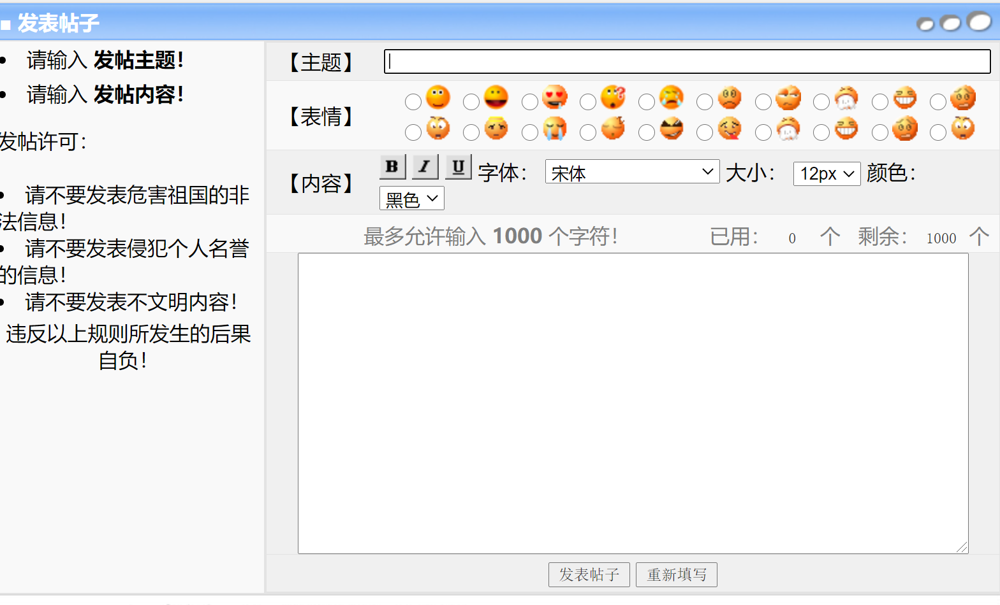 ■ 发表帖子
• 请输入 发帖主题！
• 请输入 发帖内容！
发帖许可：
• 请不要发表危害祖国的非
法信息！
• 请不要发表侵犯个人名誉
的信息！
• 请不要发表不文明内容！
违反以上规则所发生的后果
自负！
【主题】
【表情】
【内容】 B I U 字体： 宋体 大小： 12px 颜色：
黑色
最多允许输入 1000 个字符！ 已用： 0 个 剩余： 1000 个
发表帖子 重新填写